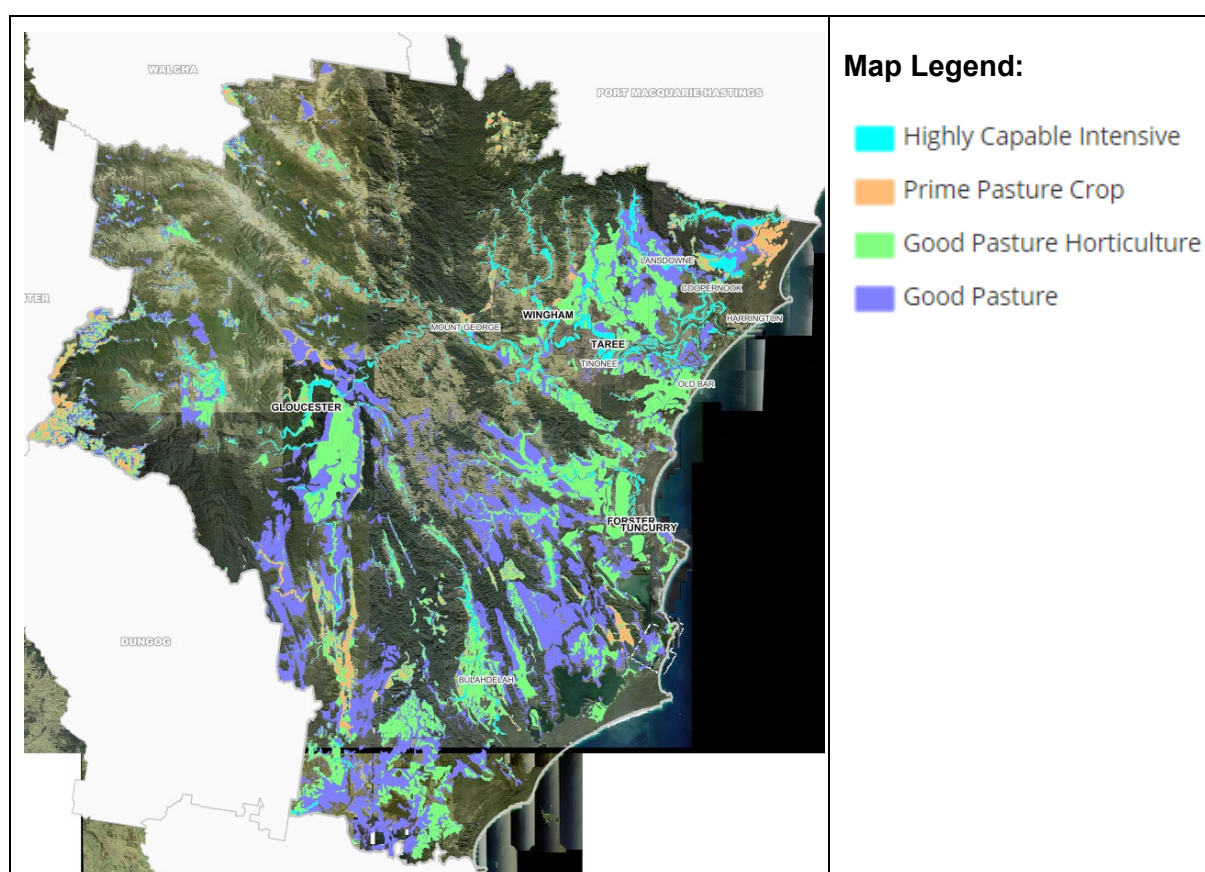 WALCHA
PORT MACQUARIE-HASTINGS
LANSDOWNE
COOPERNOOK
WINGHAM
HARRINGTON
MOUNT GEORGE
TAREE
TINONEE
OLD BAR
GLOUCESTER
FORSTER
TUNCURRY
DUNGOG
BULAHDELAH
TER
Map Legend:
Highly Capable Intensive
Prime Pasture Crop
Good Pasture Horticulture
Good Pasture